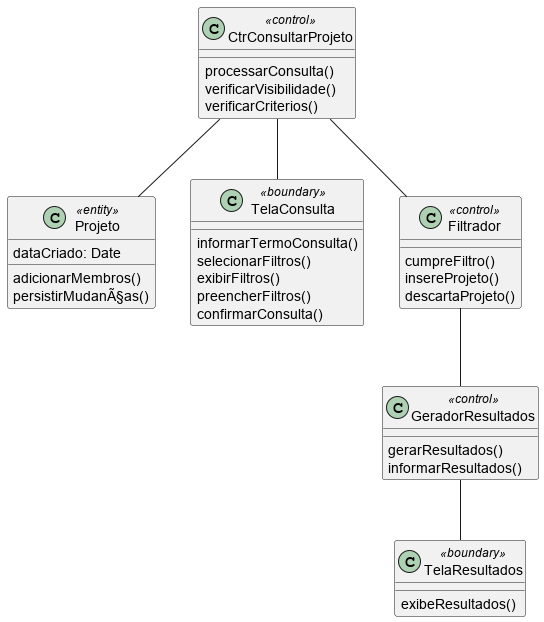 «control»
C CtrConsultarProjeto
processarConsulta()
verificarVisibilidade()
verificarCriterios()
«entity»
C Projeto
dataCriado: Date
adicionarMembros()
persistirMudanÃ§as()
«boundary»
C TelaConsulta
informarTermoConsulta()
selecionarFiltros()
exibirFiltros()
preencherFiltros()
confirmarConsulta()
«control»
C Filtrador
cumpreFiltro()
insereProjeto()
descartaProjeto()
«control»
C GeradorResultados
gerarResultados()
informarResultados()
«boundary»
C TelaResultados
exibeResultados()